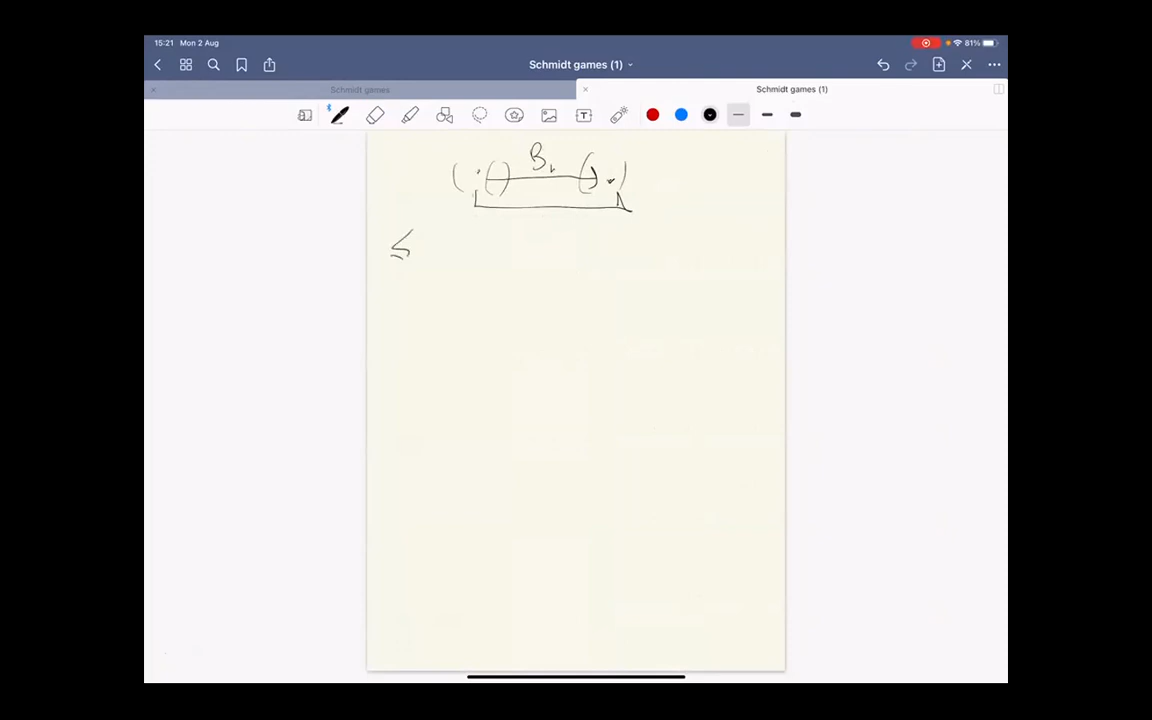 15:21 Mon 2 Aug 81%
Schmidt games (1)
Schmidt games Schmidt games (1)
T
( · ( ) B₁ ( ) · )
≤